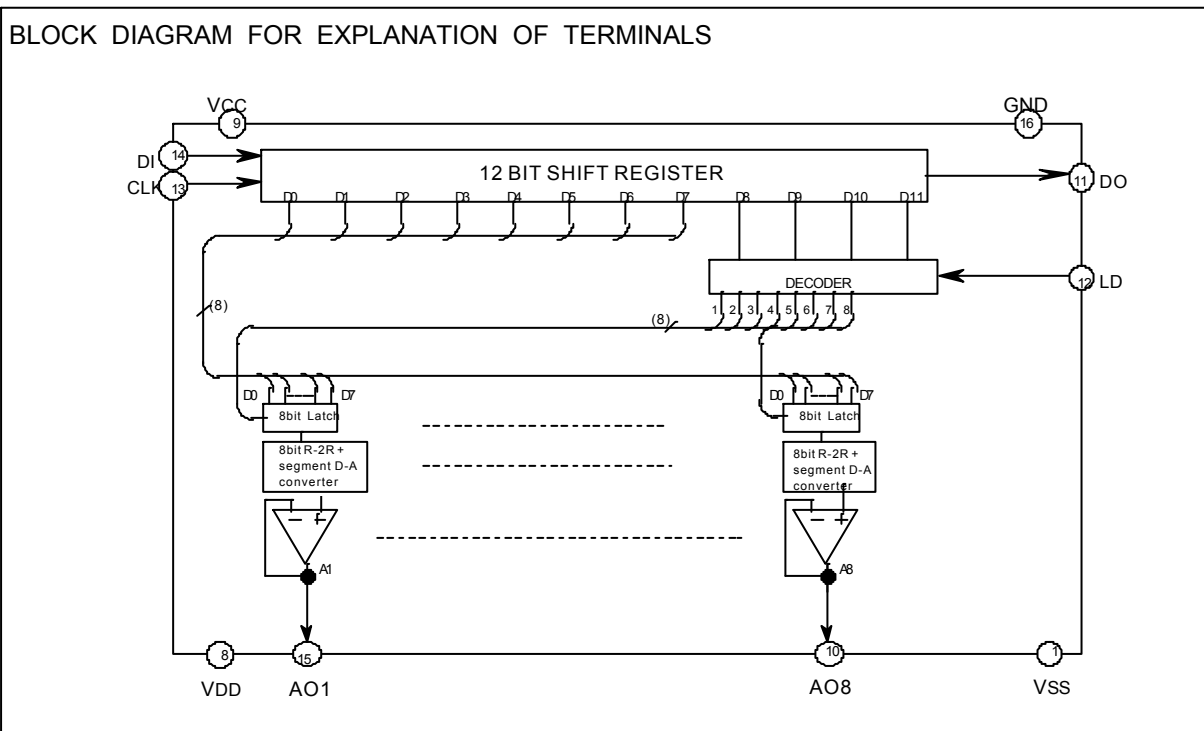 BLOCK DIAGRAM FOR EXPLANATION OF TERMINALS
VCC
9
GND
16
DI
14
CLK
13
12 BIT SHIFT REGISTER
D0 D1 D2 D3 D4 D5 D6 D7 D8 D9 D10 D11
11
DO
DECODER
12
LD
1 2 3 4 5 6 7 8
(8)
(8)
D0 D7
8bit Latch
8bit R-2R +
segment D-A
converter
A1
D0 D7
8bit Latch
8bit R-2R +
segment D-A
converter
A8
8
VDD
15
AO1
10
AO8
1
VSS